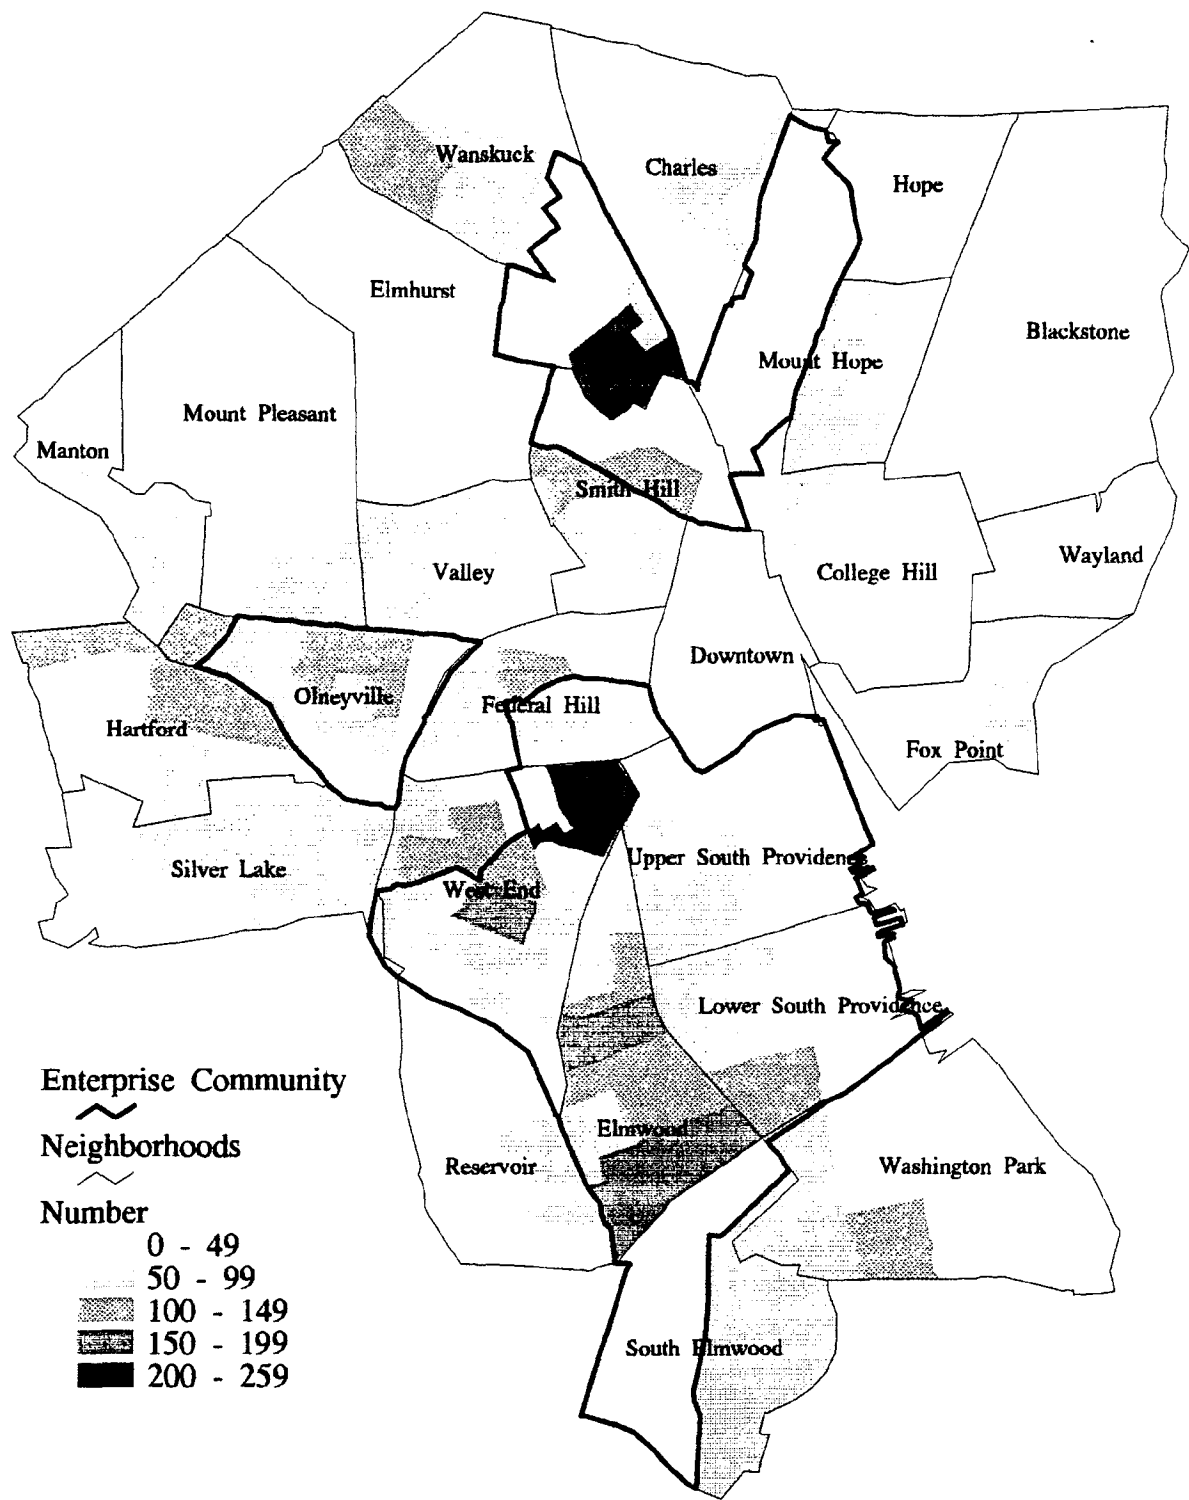 Wanskuck
Charles
Hope
Elmhurst
Blackstone
Mount Hope
Mount Pleasant
Manton
Smith Hill
Wayland
Valley
College Hill
Downtown
Olneyville
Federal Hill
Hartford
Fox Point
Upper South Providence
Silver Lake
West End
Lower South Providence
Enterprise Community
Elmwood
Neighborhoods
Reservoir
Washington Park
Number
0 - 49
50 - 99
100 - 149
150 - 199
South Elmwood
200 - 259